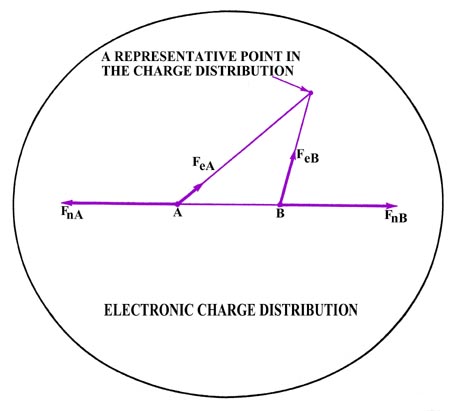 A REPRESENTATIVE POINT IN
THE CHARGE DISTRIBUTION
FeA
FeB
FnA
A
B
FnB
ELECTRONIC CHARGE DISTRIBUTION